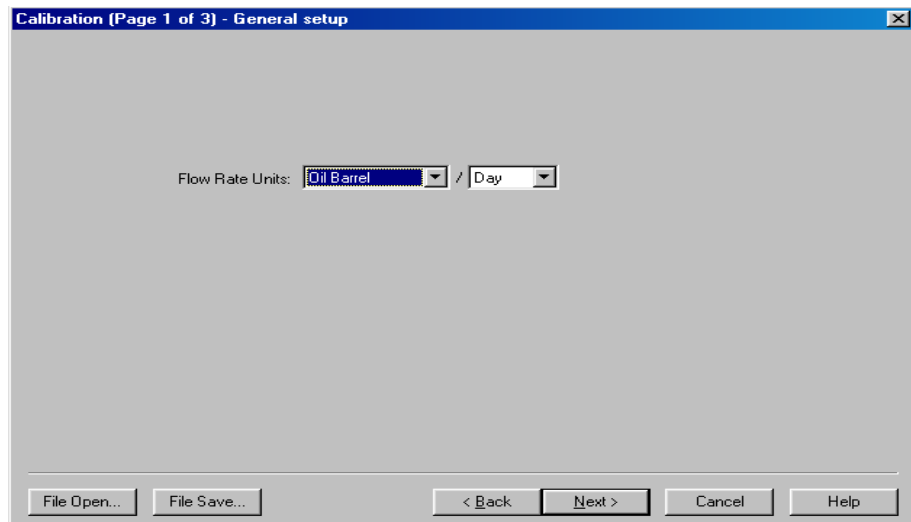 Calibration (Page 1 of 3) - General setup
Flow Rate Units: Oil Barrel / Day
File Open... File Save... < Back Next > Cancel Help